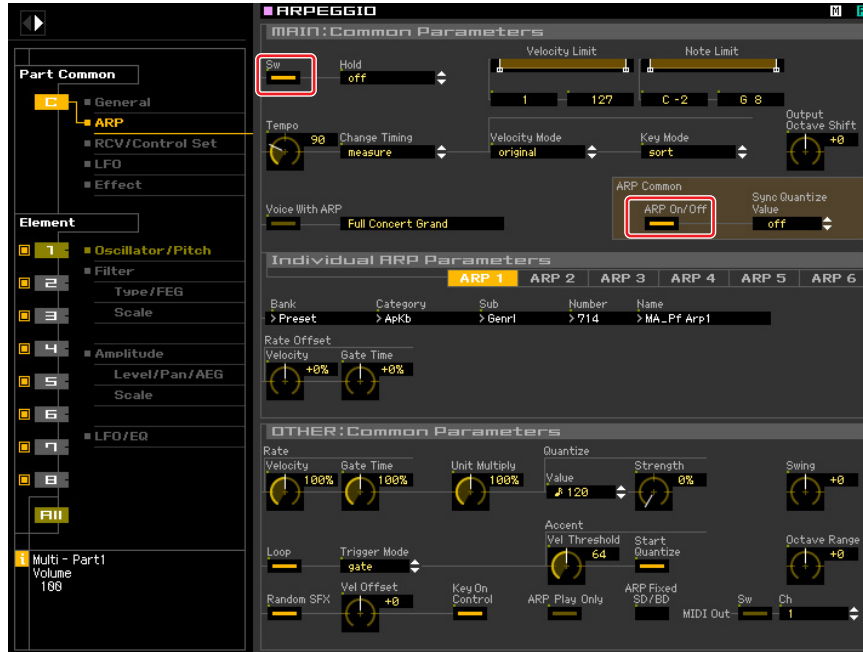 ARPEGGIO M
MAIN:Common Parameters
Sw Hold Velocity Limit Note Limit
off
1 127 C -2 G 8
Tempo 90 Change Timing Velocity Mode Key Mode Output Octave Shift
measure original sort +0
ARP Common
Voice With ARP ARP On/Off Sync Quantize Value
Full Concert Grand off
Individual ARP Parameters
ARP 1 ARP 2 ARP 3 ARP 4 ARP 5 ARP 6
Bank Category Sub Number Name
>Preset >ApKb >Genrl >714 >MA_Pf Arp1
Rate Offset
Velocity Gate Time
+0% +0%
OTHER:Common Parameters
Rate Quantize
Velocity Gate Time Unit Multiply Value Strength Swing
100% 100% 100% 120 0% +0
Accent
Loop Trigger Mode Vel Threshold Start Quantize Octave Range
gate 64 +0
Random SFX Vel Offset Key On Control ARP Play Only ARP Fixed SD/BD
+0 MIDI Out Sw Ch
1
Part Common
C General
ARP
RCV/Control Set
LFO
Effect
Element
1 Oscillator/Pitch
2 Filter
Type/FEG
3 Scale
4 Amplitude
5 Level/Pan/AEG
Scale
6
7 LFO/EQ
8
All
i Multi - Part1
Volume
100